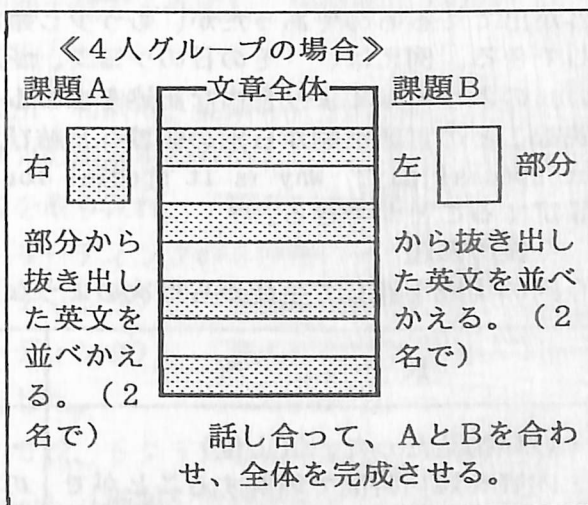 ≪4人グループの場合≫
課題A
文章全体
課題B
右
部分から
抜き出し
た英文を
並べかえ
る。(2
名で)
左 部分
から抜き出し
た英文を並べ
かえる。(2
名で)
話し合って、AとBを合わ
せ、全体を完成させる。